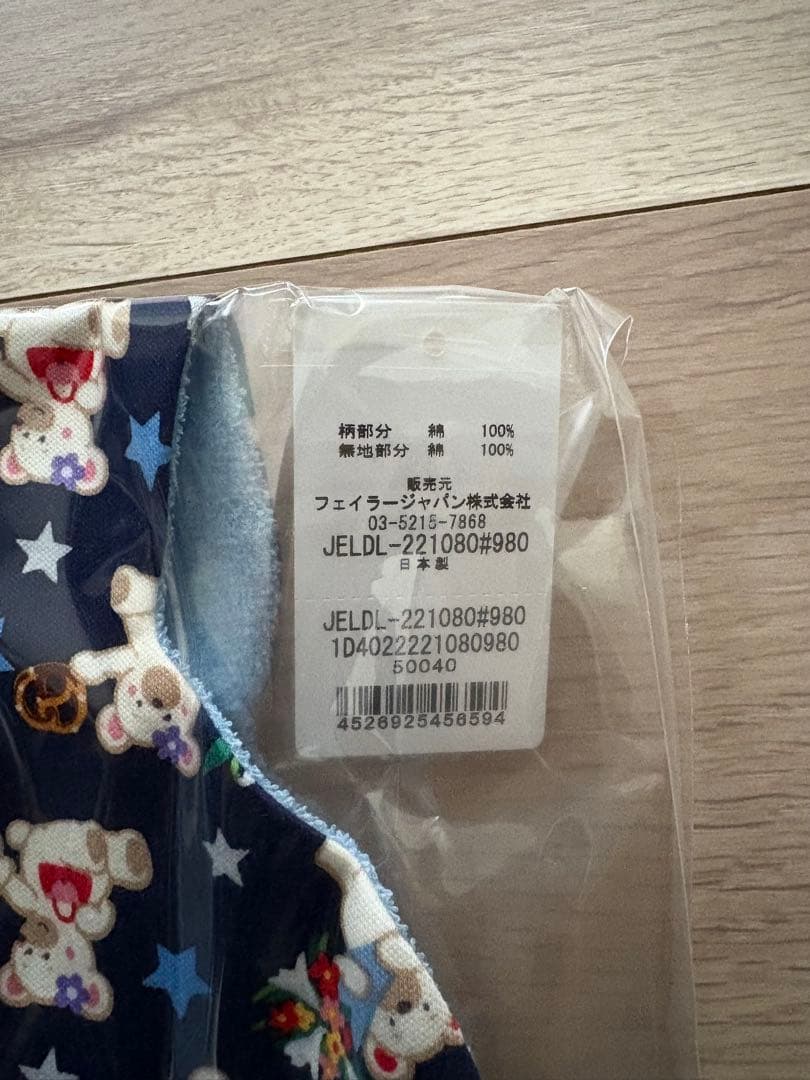 柄部分 綿 100%
無地部分 綿 100%
販売元
フェイラージャパン株式会社
03-5215-7868
JELDL-221080#980
日本製
JELDL-221080#980
1D4022221080980
50040
4526925456594